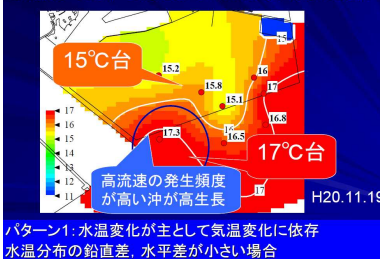 15
15℃台
15.2
15.8
16
15.1
17
16
16.5
16.8
17.3
17℃台
17
17
16
15
14
13
12
11
高流速の発生頻度
が高い沖が高生長
17
H20.11.19
パターン1: 水温変化が主として気温変化に依存
水温分布の鉛直差, 水平差が小さい場合